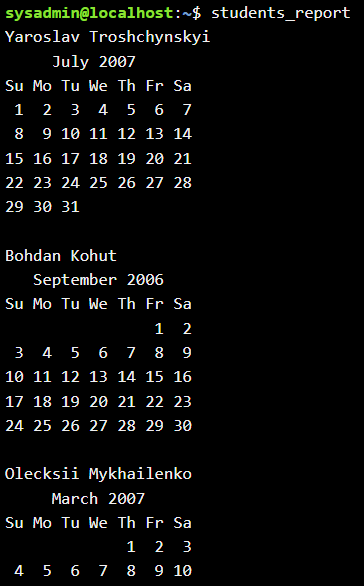 sysadmin@localhost:~$ students_report
Yaroslav Troshchynskyi
     July 2007
Su Mo Tu We Th Fr Sa
 1  2  3  4  5  6  7
 8  9 10 11 12 13 14
15 16 17 18 19 20 21
22 23 24 25 26 27 28
29 30 31

Bohdan Kohut
   September 2006
Su Mo Tu We Th Fr Sa
                1  2
 3  4  5  6  7  8  9
10 11 12 13 14 15 16
17 18 19 20 21 22 23
24 25 26 27 28 29 30

Olecksii Mykhailenko
     March 2007
Su Mo Tu We Th Fr Sa
             1  2  3
 4  5  6  7  8  9 10